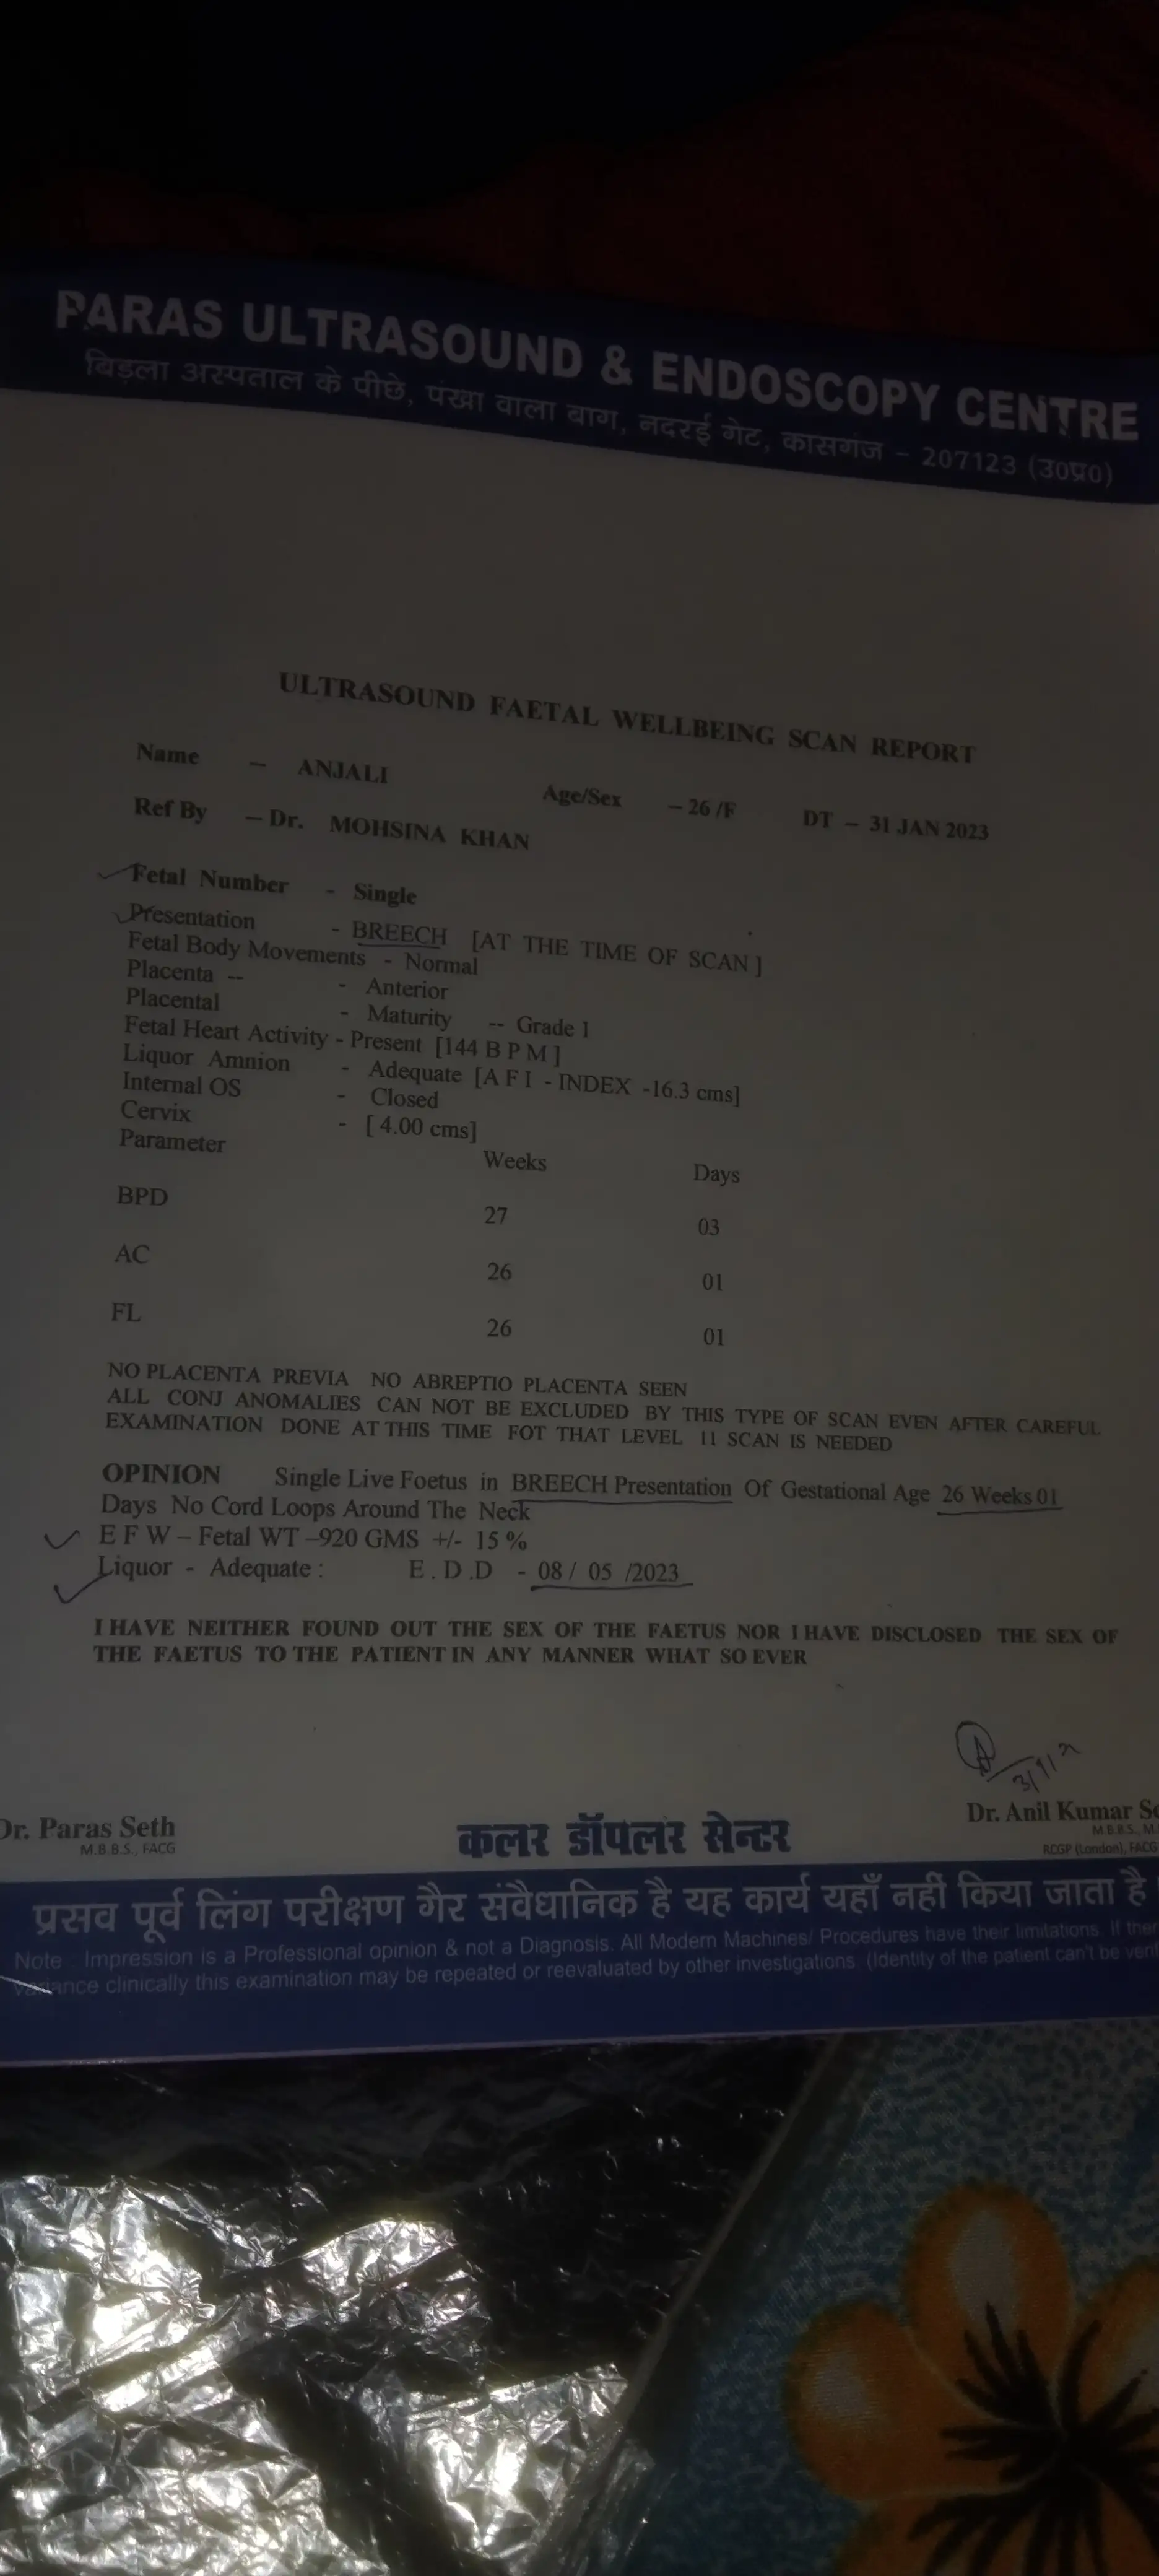 PARAS ULTRASOUND & ENDOSCOPY CENTRE
बिड़ला अस्पताल के पीछे, पंखा वाला बाग, नदरई गेट, कासगंज - 207123 (उ०प्र०)
ULTRASOUND FAETAL WELLBEING SCAN REPORT
Name - ANJALI Age/Sex - 26 /F DT - 31 JAN 2023
Ref By - Dr. MOHSINA KHAN
Fetal Number - Single
Presentation - BREECH [AT THE TIME OF SCAN ]
Fetal Body Movements - Normal
Placenta -- - Anterior
Placental - Maturity -- Grade 1
Fetal Heart Activity - Present [144 B P M ]
Liquor Amnion - Adequate [A F I - INDEX -16.3 cms]
Internal OS - Closed
Cervix - [ 4.00 cms]
Parameter Weeks Days
BPD 27 03
AC 26 01
FL 26 01
NO PLACENTA PREVIA NO ABREPTIO PLACENTA SEEN
ALL CONJ ANOMALIES CAN NOT BE EXCLUDED BY THIS TYPE OF SCAN EVEN AFTER CAREFUL
EXAMINATION DONE AT THIS TIME FOT THAT LEVEL 11 SCAN IS NEEDED
OPINION Single Live Foetus in BREECH Presentation Of Gestational Age 26 Weeks 01
Days No Cord Loops Around The Neck
E F W – Fetal WT –920 GMS +/- 15 %
Liquor - Adequate : E . D .D - 08 / 05 /2023
I HAVE NEITHER FOUND OUT THE SEX OF THE FAETUS NOR I HAVE DISCLOSED THE SEX OF
THE FAETUS TO THE PATIENT IN ANY MANNER WHAT SO EVER
Dr. Paras Seth
M.B.B.S., FACG
कलर डॉपलर सेन्टर
Dr. Anil Kumar
M.B.B.S.,
RCGP (London), FACG
प्रसव पूर्व लिंग परीक्षण गैर संवैधानिक है यह कार्य यहाँ नहीं किया जाता है
Note : Impression is a Professional opinion & not a Diagnosis. All Modern Machines/ Procedures have their limitations. If
variance clinically this examination may be repeated or reevaluated by other investigations. (Identity of the patient can't be